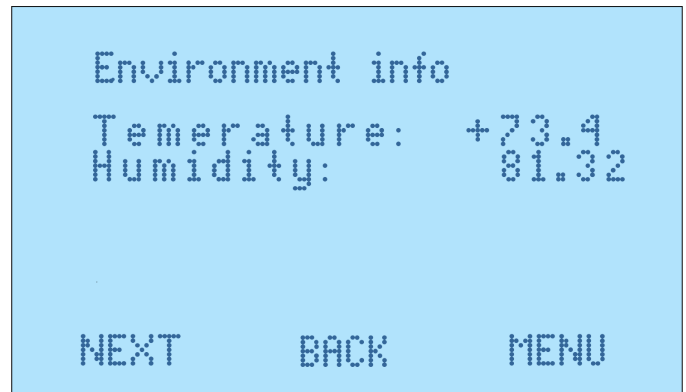 Environment info
Temerature: +73.4
Humidity: 81.32
NEXT BACK MENU